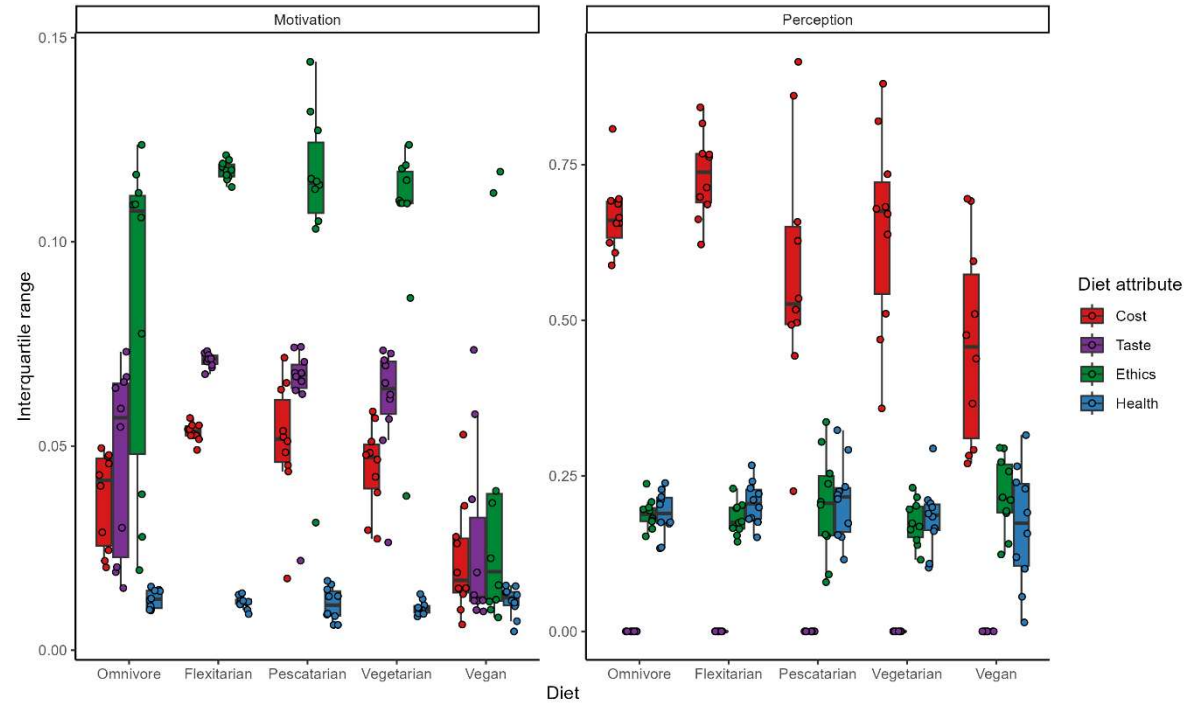 Motivation
Perception
0.15
0.10
0.05
0.00
0.75
0.50
0.25
0.00
Interquartile range
Omnivore Flexitarian Pescatarian Vegetarian Vegan
Omnivore Flexitarian Pescatarian Vegetarian Vegan
Diet
Diet attribute
Cost
Taste
Ethics
Health